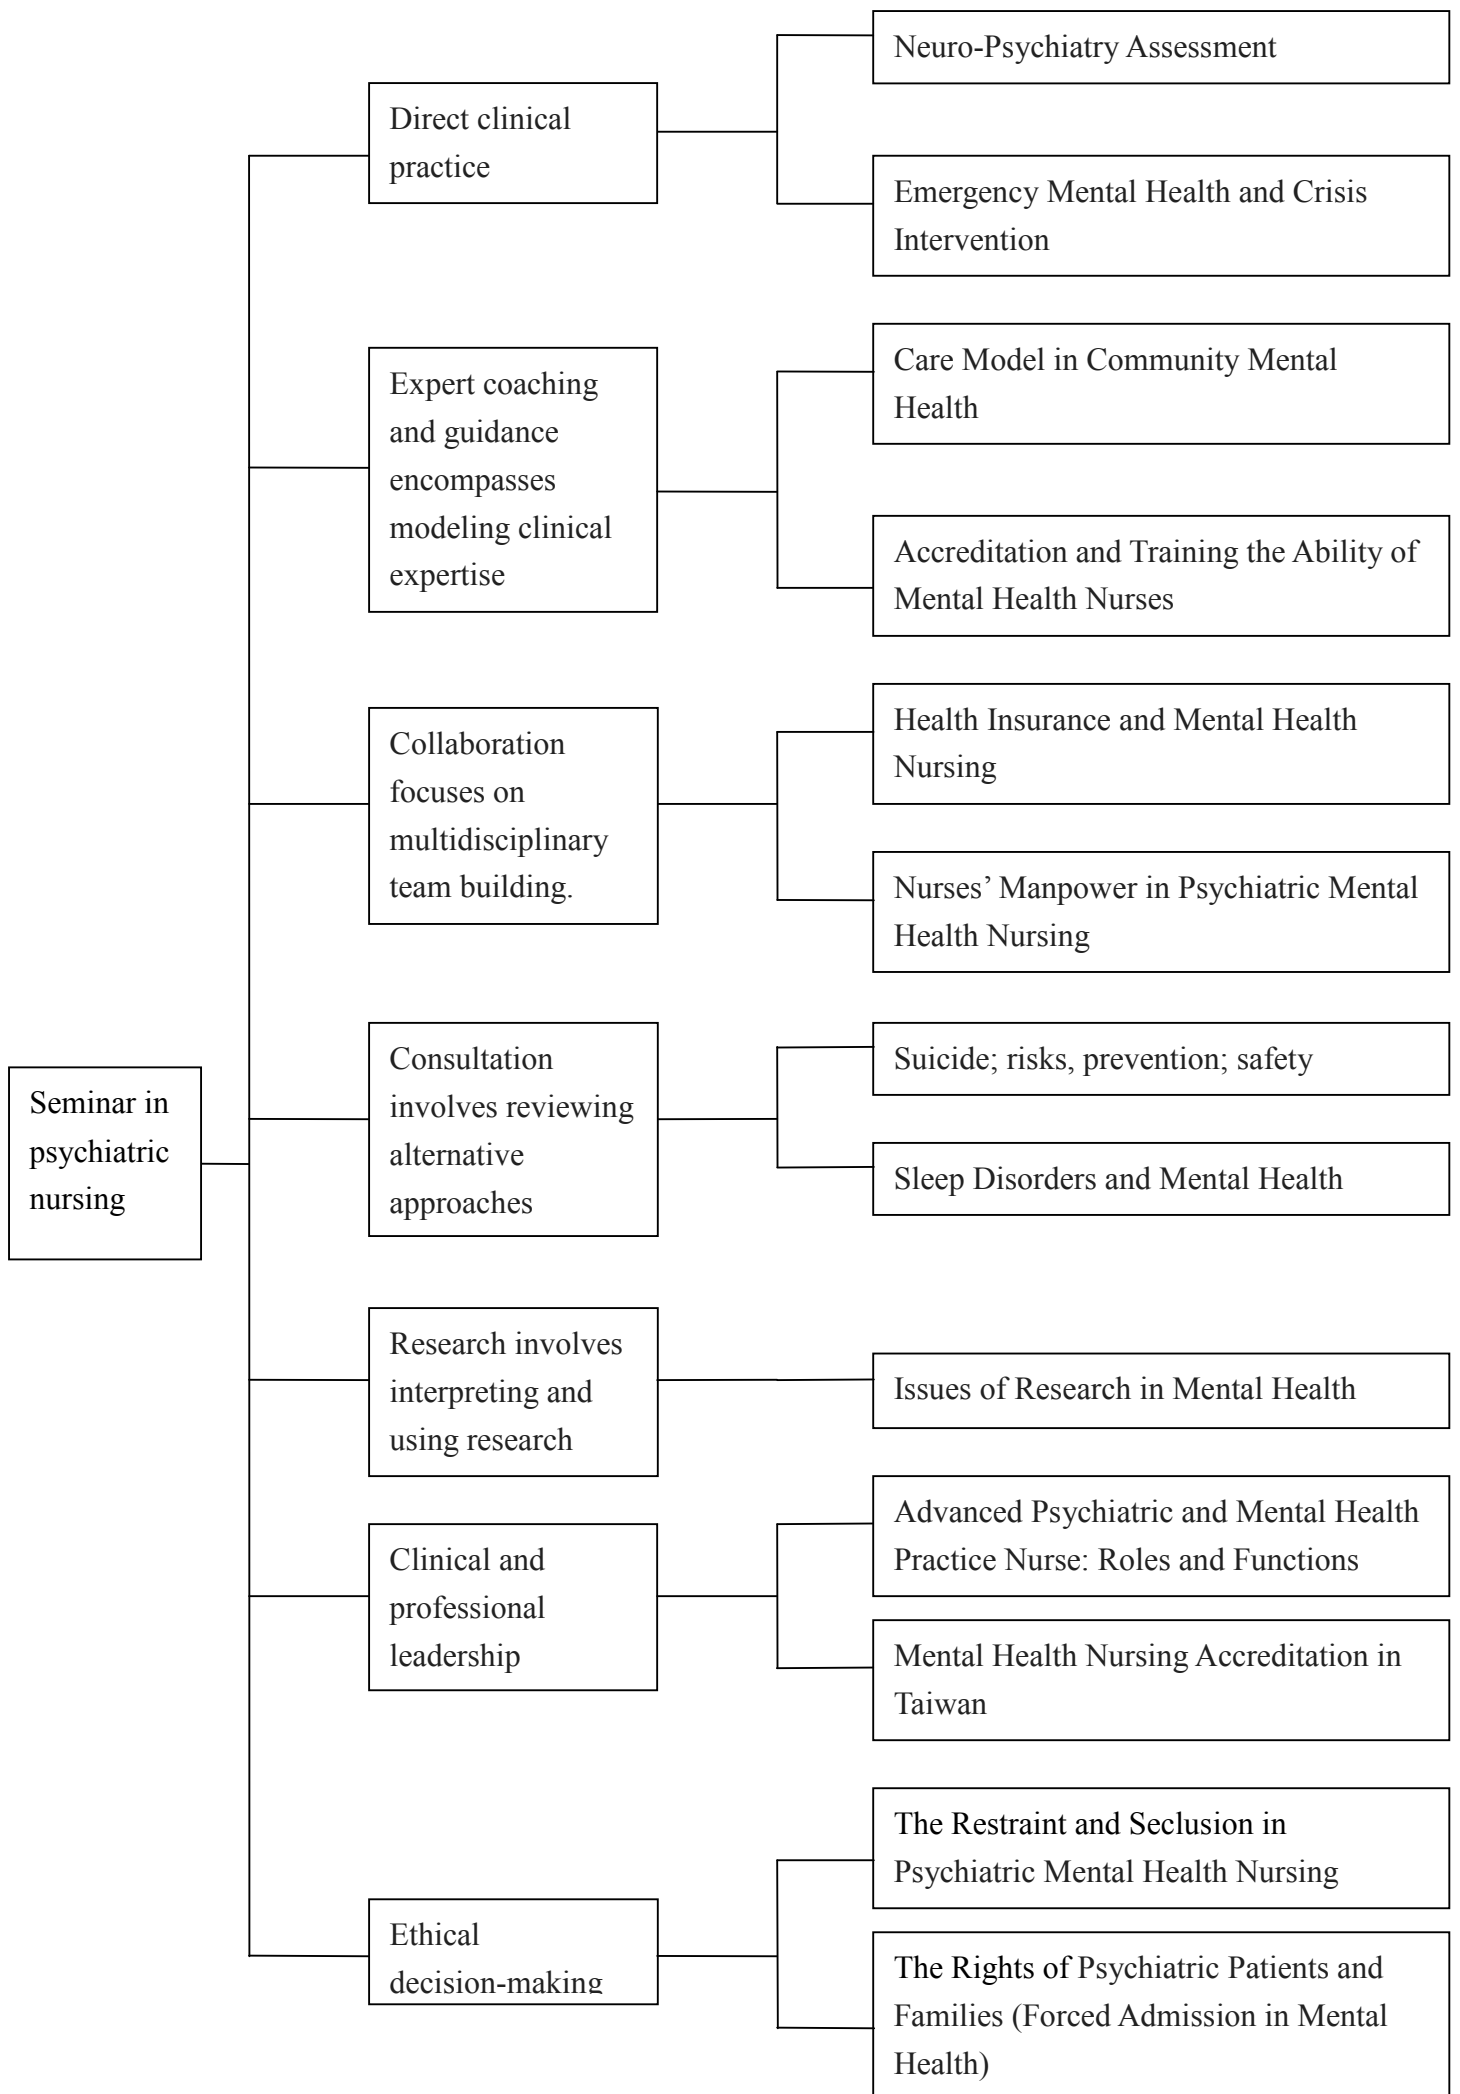 Seminar in
psychiatric
nursing
Direct clinical
practice
Neuro-Psychiatry Assessment
Emergency Mental Health and Crisis
Intervention
Expert coaching
and guidance
encompasses
modeling clinical
expertise
Care Model in Community Mental
Health
Accreditation and Training the Ability of
Mental Health Nurses
Collaboration
focuses on
multidisciplinary
team building.
Health Insurance and Mental Health
Nursing
Nurses’ Manpower in Psychiatric Mental
Health Nursing
Consultation
involves reviewing
alternative
approaches
Suicide; risks, prevention; safety
Sleep Disorders and Mental Health
Research involves
interpreting and
using research
Issues of Research in Mental Health
Clinical and
professional
leadership
Advanced Psychiatric and Mental Health
Practice Nurse: Roles and Functions
Mental Health Nursing Accreditation in
Taiwan
Ethical
decision-making
The Restraint and Seclusion in
Psychiatric Mental Health Nursing
The Rights of Psychiatric Patients and
Families (Forced Admission in Mental
Health)